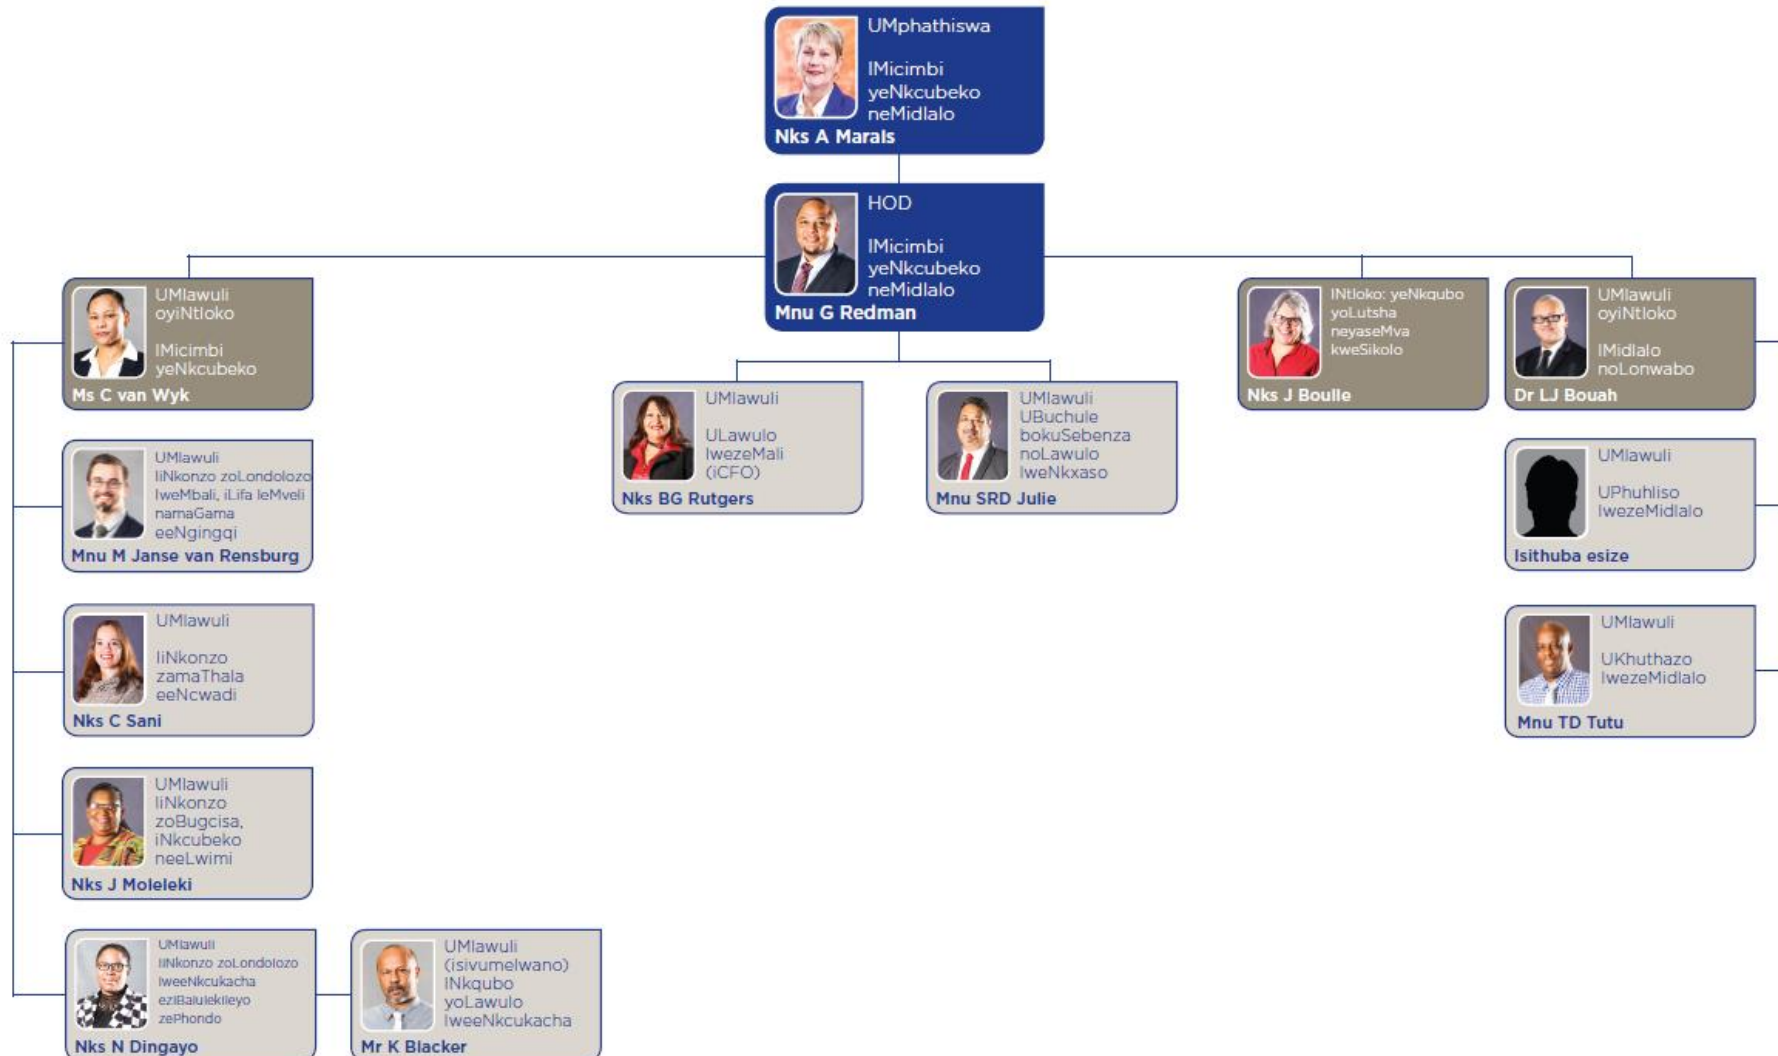 UMphathiswa
IMicimbi
yeNkcubeko
neMidlalo
Nks A Marais
HOD
IMicimbi
yeNkcubeko
neMidlalo
Mnu G Redman
UMlawuli
oyiNtloko
IMicimbi
yeNkcubeko
Ms C van Wyk
INtloko: yeNkqubo
yoLutsha
neyaseMva
kweSikolo
Nks J Boulle
UMlawuli
oyiNtloko
IMidlalo
noLonwabo
Dr LJ Bouah
UMlawuli
ULawulo
lwezeMali
(iCFO)
Nks BG Rutgers
UMlawuli
UBuchule
bokuSebenza
noLawulo
lweNkxaso
Mnu SRD Julie
UMlawuli
IiNkonzo zoLondolozo
lweMbali, iLifa leMveli
namaGama
eeNgingqi
Mnu M Janse van Rensburg
UMlawuli
UPhuhliso
lwezeMidlalo
Isithuba esize
UMlawuli
IiNkonzo
zamaThala
eeNcwadi
Nks C Sani
UMlawuli
UKhuthazo
lwezeMidlalo
Mnu TD Tutu
UMlawuli
IiNkonzo
zoBugcisa,
iNkcubeko
neeLwimi
Nks J Moleleki
UMlawuli
IiNkonzo zoLondolozo
lweeNkcukacha
eziBalulekileyo
zePhondo
Nks N Dingayo
UMlawuli
(isivumelwano)
INkqubo
yoLawulo
lweeNkcukacha
Mr K Blacker